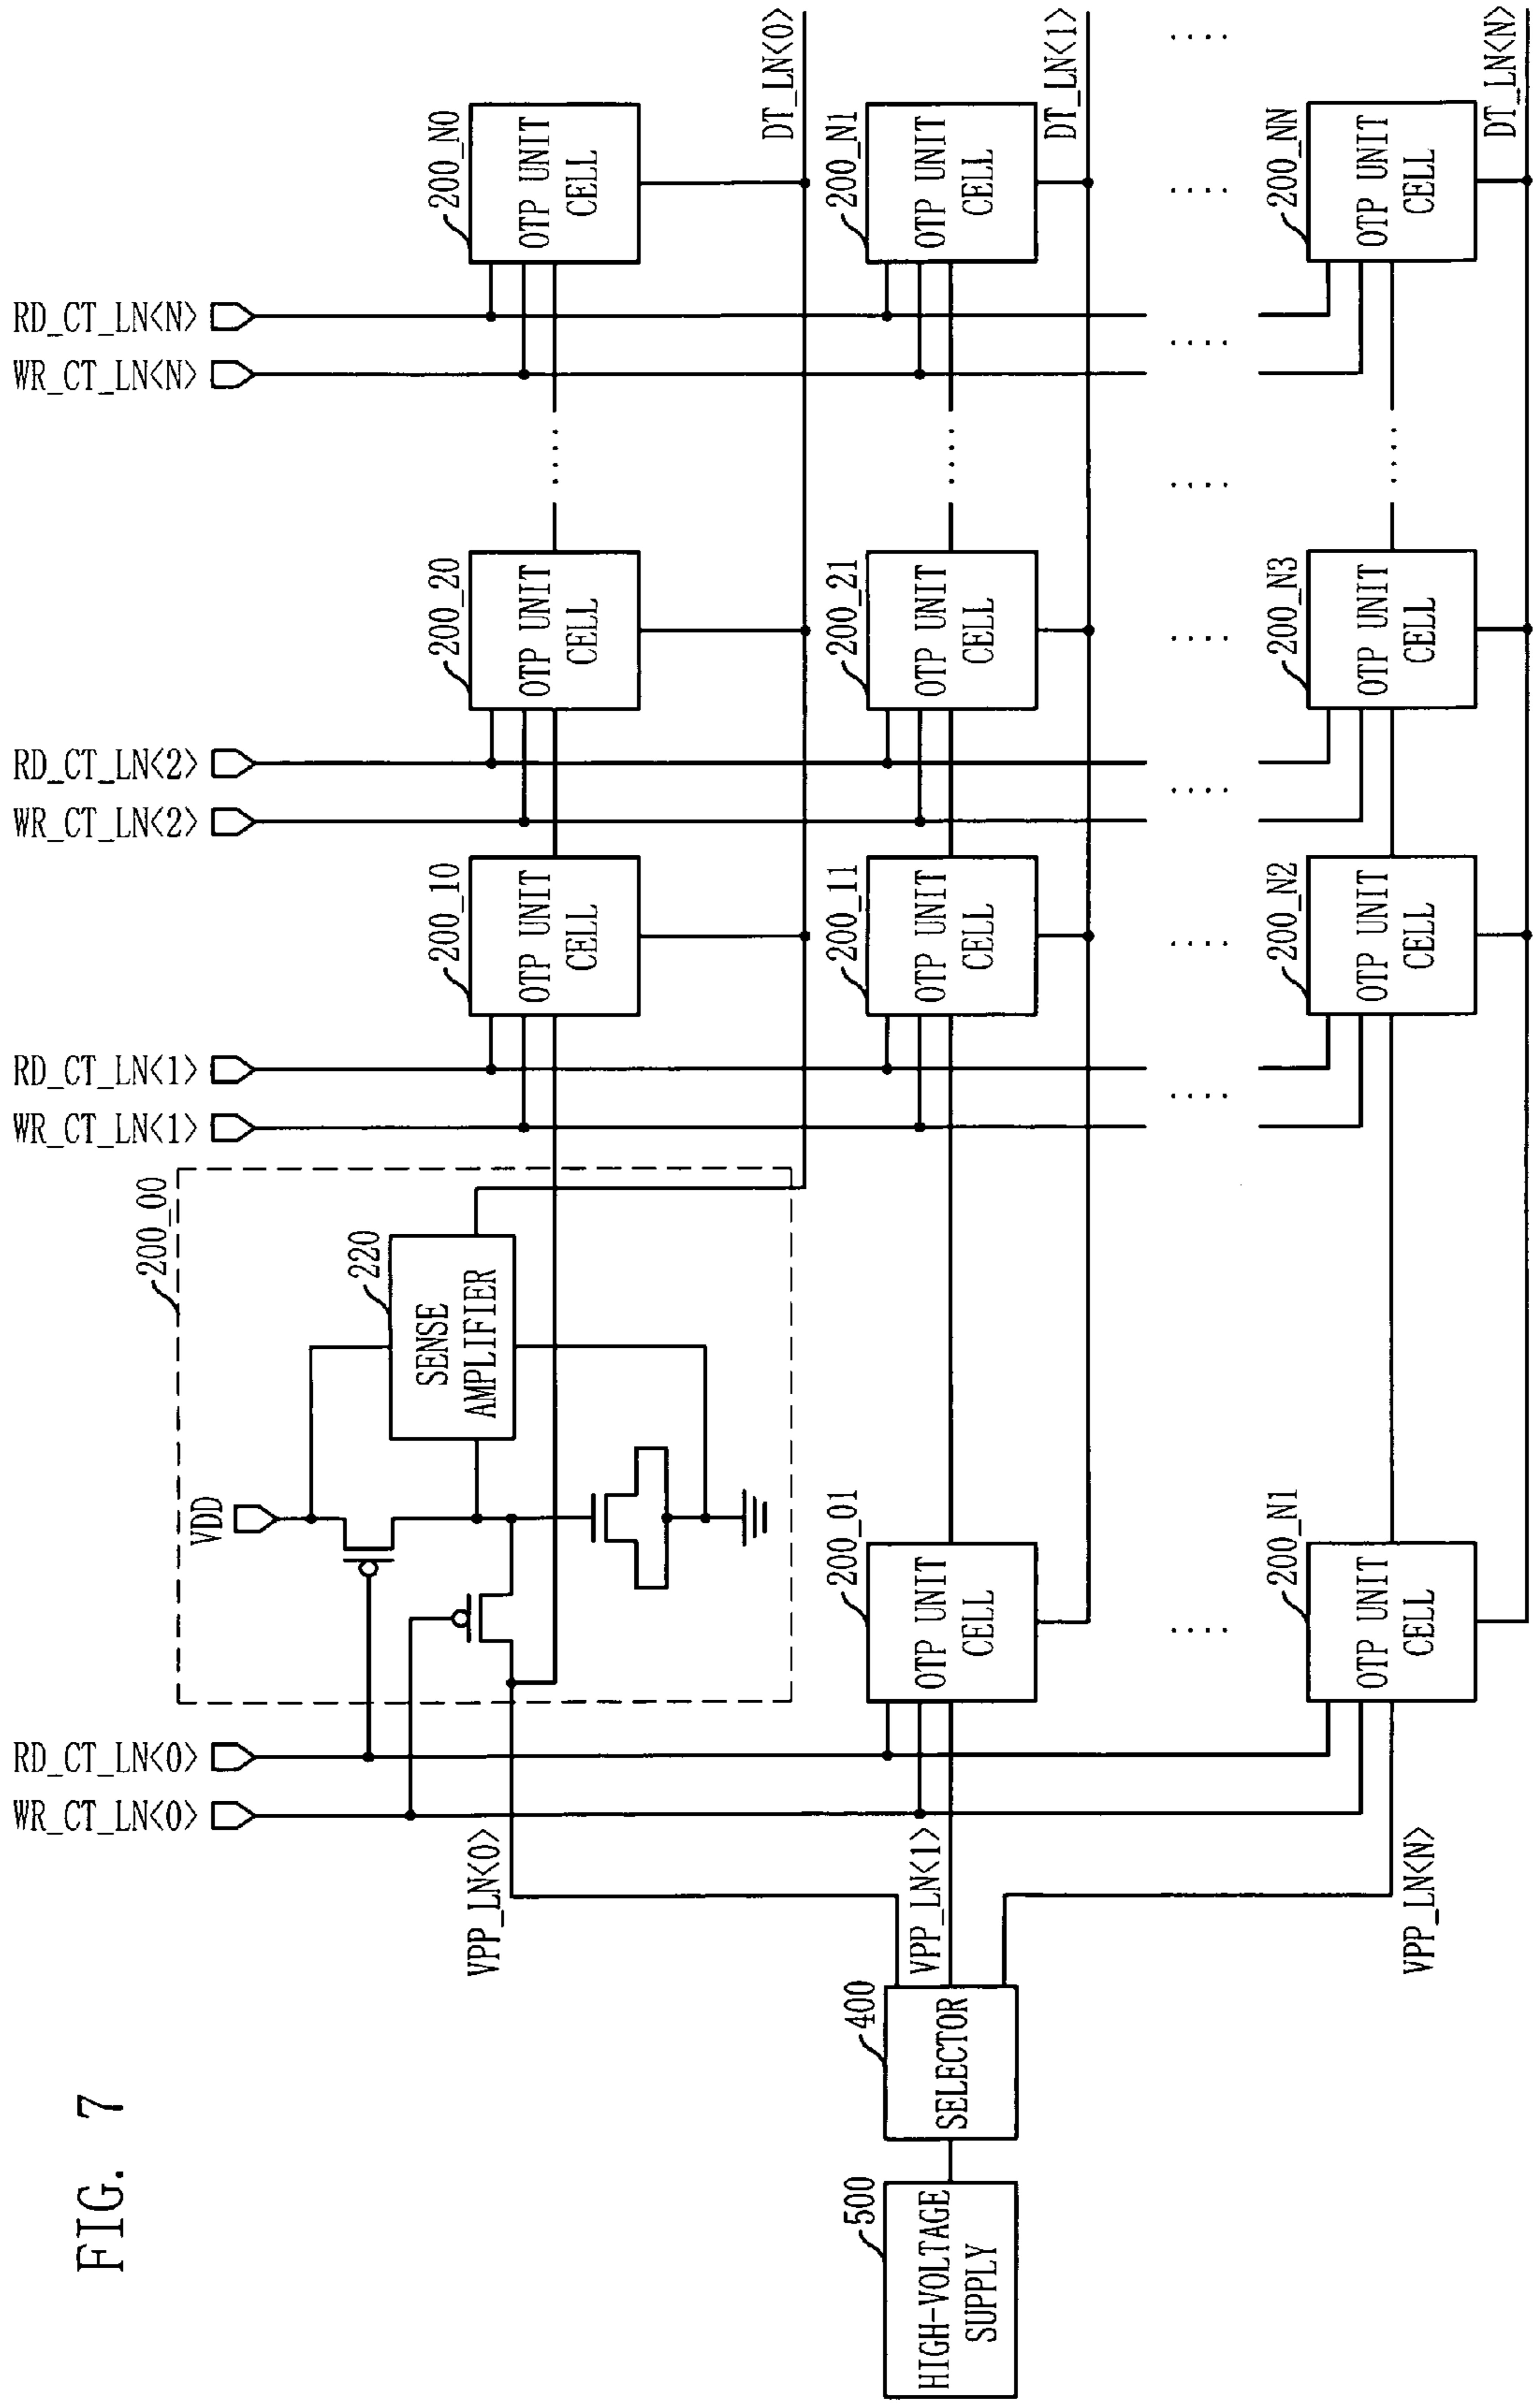 FIG. 7
RD_CT_LN<0>
WR_CT_LN<0>
RD_CT_LN<1>
WR_CT_LN<1>
RD_CT_LN<2>
WR_CT_LN<2>
RD_CT_LN<N>
WR_CT_LN<N>
200_00
VDD
220
SENSE
AMPLIFIER
VPP_LN<0>
200_10
OTP UNIT
CELL
200_20
OTP UNIT
CELL
....
200_N0
OTP UNIT
CELL
DT_LN<0>
500
HIGH-VOLTAGE
SUPPLY
400
SELECTOR
VPP_LN<1>
200_01
OTP UNIT
CELL
200_11
OTP UNIT
CELL
200_21
OTP UNIT
CELL
....
200_N1
OTP UNIT
CELL
DT_LN<1>
....
....
....
....
....
....
....
....
....
VPP_LN<N>
200_N1
OTP UNIT
CELL
200_N2
OTP UNIT
CELL
200_N3
OTP UNIT
CELL
....
200_NN
OTP UNIT
CELL
DT_LN<N>